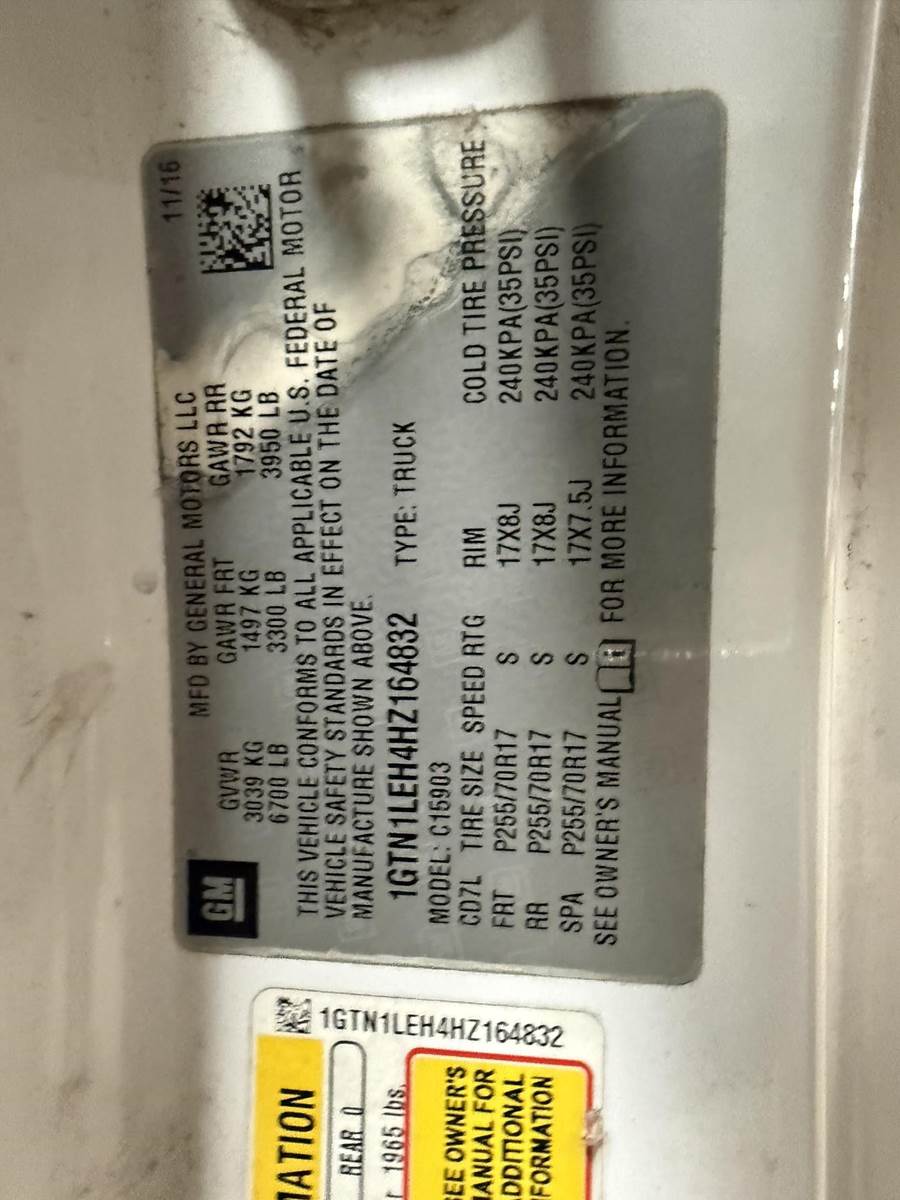 GM
MFD BY GENERAL MOTORS LLC
11/16
GVWR GAWR FRT GAWR RR
3039 KG 1497 KG 1792 KG
6700 LB 3300 LB 3950 LB
THIS VEHICLE CONFORMS TO ALL APPLICABLE U.S. FEDERAL MOTOR
VEHICLE SAFETY STANDARDS IN EFFECT ON THE DATE OF
MANUFACTURE SHOWN ABOVE.
1GTN1LEH4HZ164832 TYPE: TRUCK
MODEL: C15903
CD7L TIRE SIZE SPEED RTG RIM COLD TIRE PRESSURE
FRT P255/70R17 S 17X8J 240KPA(35PSI)
RR P255/70R17 S 17X8J 240KPA(35PSI)
SPA P255/70R17 S 17X7.5J 240KPA(35PSI)
SEE OWNER'S MANUAL FOR MORE INFORMATION.
1GTN1LEH4HZ164832
MATION
REAR 0
1965 lbs.
SEE OWNER'S
MANUAL FOR
ADDITIONAL
INFORMATION